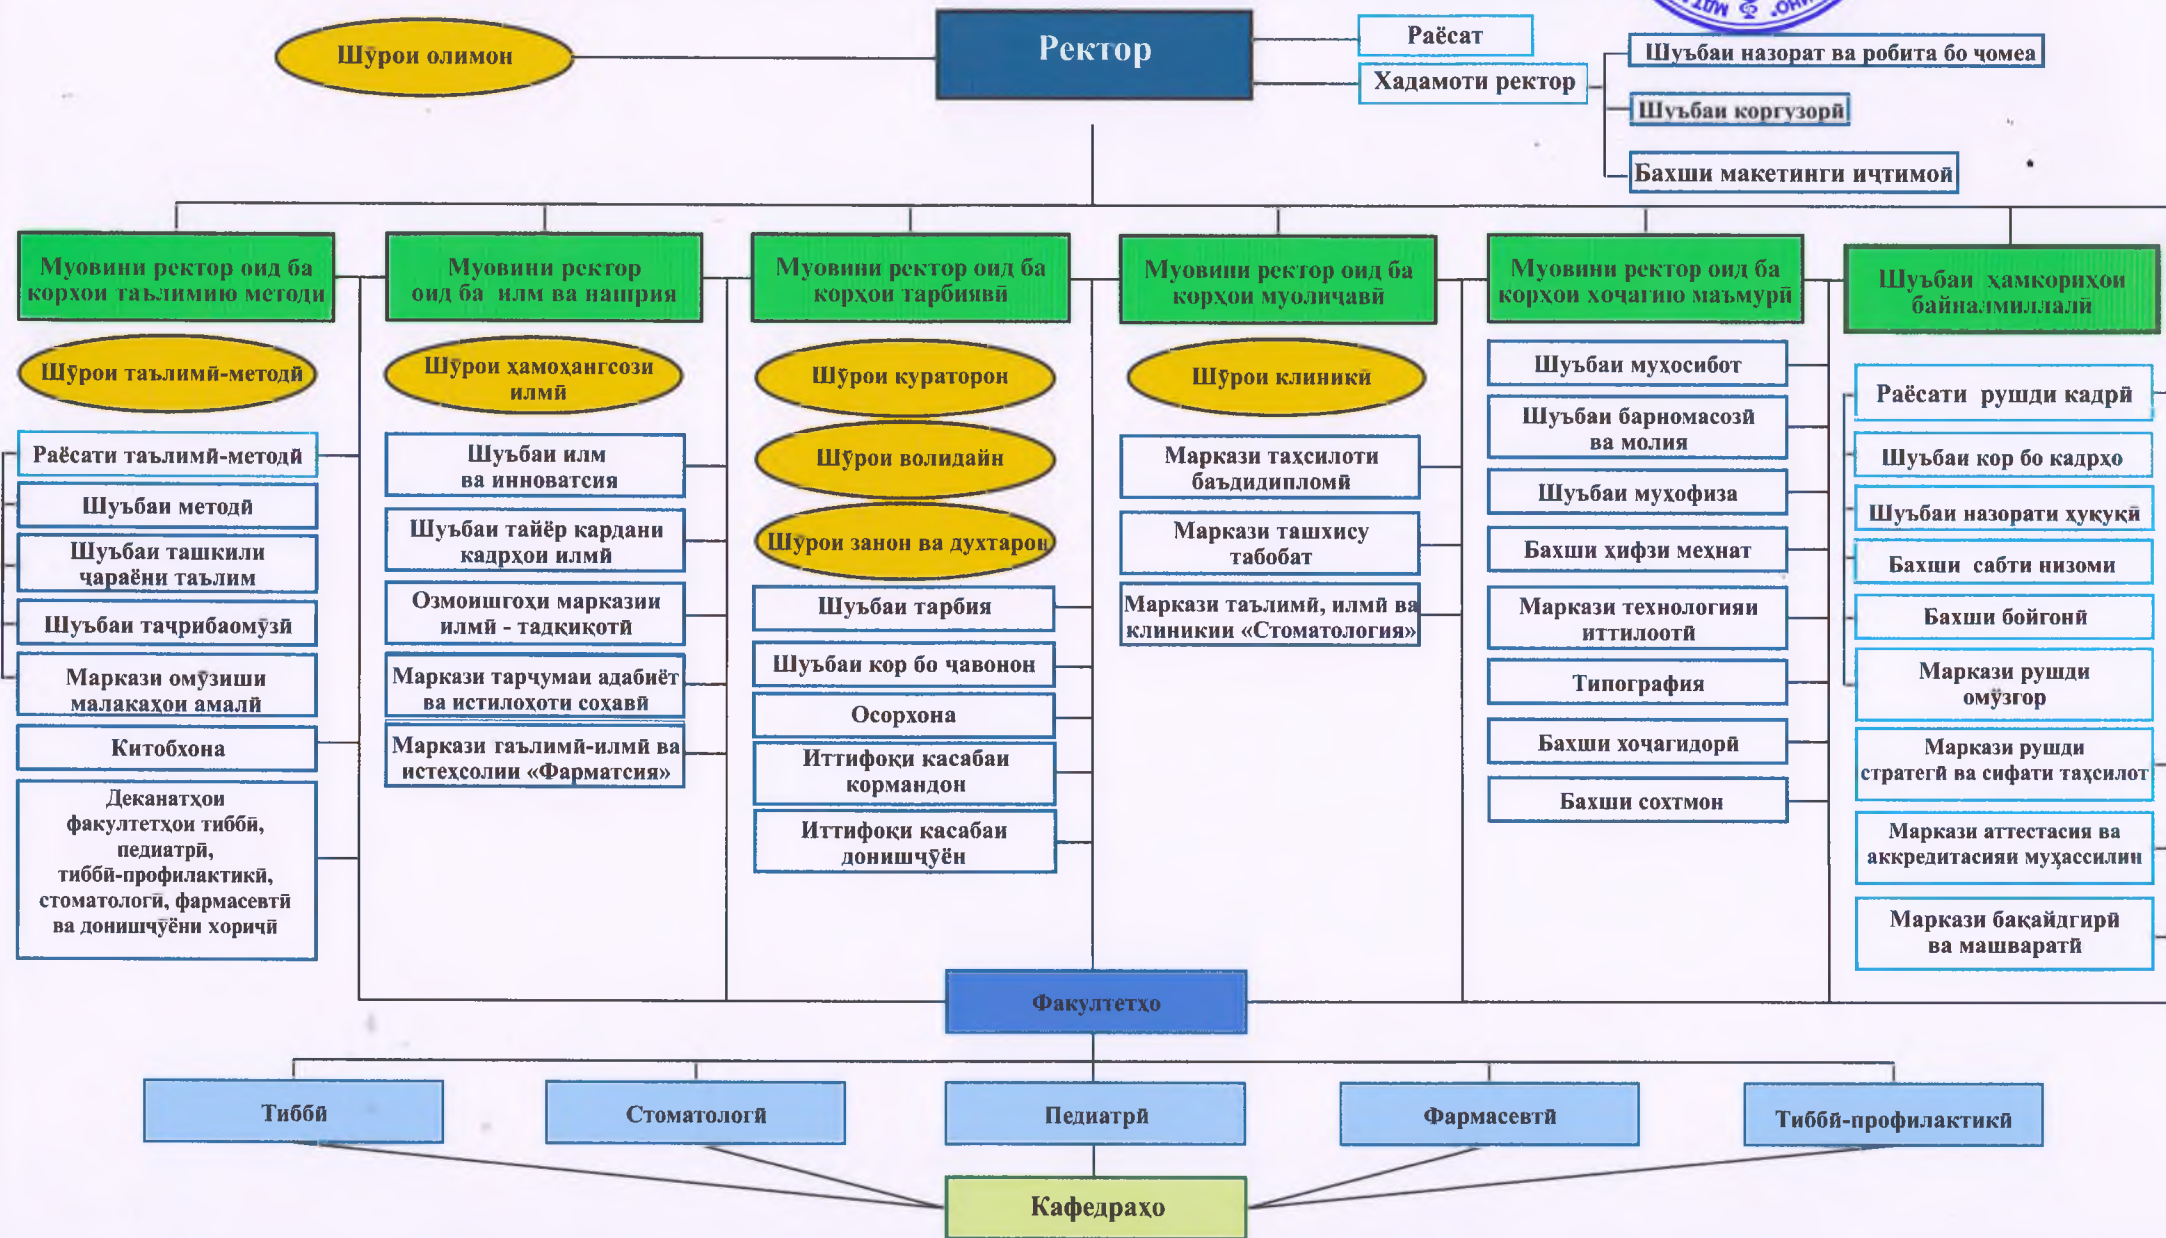 Шӯрои олимон
Ректор
Раёсат
Хадамоти ректор
Шуъбаи назорат ва робита бо ҷомеа
Шуъбаи коргузорӣ
Бахши макетинги иҷтимоӣ
Муовини ректор оид ба
корҳои таълимию методи
Муовини ректор
оид ба илм ва нашрия
Муовини ректор оид ба
корҳои тарбиявӣ
Муовини ректор оид ба
корҳои муолиҷавӣ
Муовини ректор оид ба
корҳои хоҷагию маъмурӣ
Шуъбаи ҳамкориҳои
байналмиллалӣ
Шӯрои таълимӣ-методӣ
Раёсати таълимӣ-методӣ
Шуъбаи методӣ
Шуъбаи ташкили
ҷараёни таълим
Шуъбаи таҷрибаомӯзӣ
Маркази омӯзиши
малакаҳои амалӣ
Китобхона
Деканатҳои
факултетҳои тиббӣ,
педиатрӣ,
тиббӣ-профилактикӣ,
стоматологӣ, фармасевтӣ
ва донишҷӯёни хориҷӣ
Шӯрои ҳамоҳангсози
илмӣ
Шуъбаи илм
ва инноватсия
Шуъбаи тайёр кардани
кадрҳои илмӣ
Озмоишгоҳи марказии
илмӣ - тадқиқотӣ
Маркази тарҷумаи адабиёт
ва истилоҳоти соҳавӣ
Маркази таълимӣ-илмӣ ва
истеҳсолии «Фарматсия»
Шӯрои кураторон
Шӯрои волидайн
Шӯрои занон ва духтарон
Шуъбаи тарбия
Шуъбаи кор бо ҷавонон
Осорхона
Иттифоқи касабаи
кормандон
Иттифоқи касабаи
донишҷӯён
Шӯрои клиникӣ
Маркази таҳсилоти
баъдидипломӣ
Маркази ташхису
табобат
Маркази таълимӣ, илмӣ ва
клиникии «Стоматология»
Шуъбаи муҳосибот
Шуъбаи барномасозӣ
ва молия
Шуъбаи муҳофиза
Бахши ҳифзи меҳнат
Маркази технологияи
иттилоотӣ
Типография
Бахши хоҷагидорӣ
Бахши сохтмон
Раёсати рушди кадрӣ
Шуъбаи кор бо кадрҳо
Шуъбаи назорати ҳуқуқӣ
Бахши сабти низоми
Бахши бойгонӣ
Маркази рушди
омӯзгор
Маркази рушди
стратегӣ ва сифати таҳсилот
Маркази аттестасия ва
аккредитасияи муҳассилин
Маркази бақайдгирӣ
ва машваратӣ
Факултетҳо
Тиббӣ
Стоматологӣ
Педиатрӣ
Фармасевтӣ
Тиббӣ-профилактикӣ
Кафедраҳо